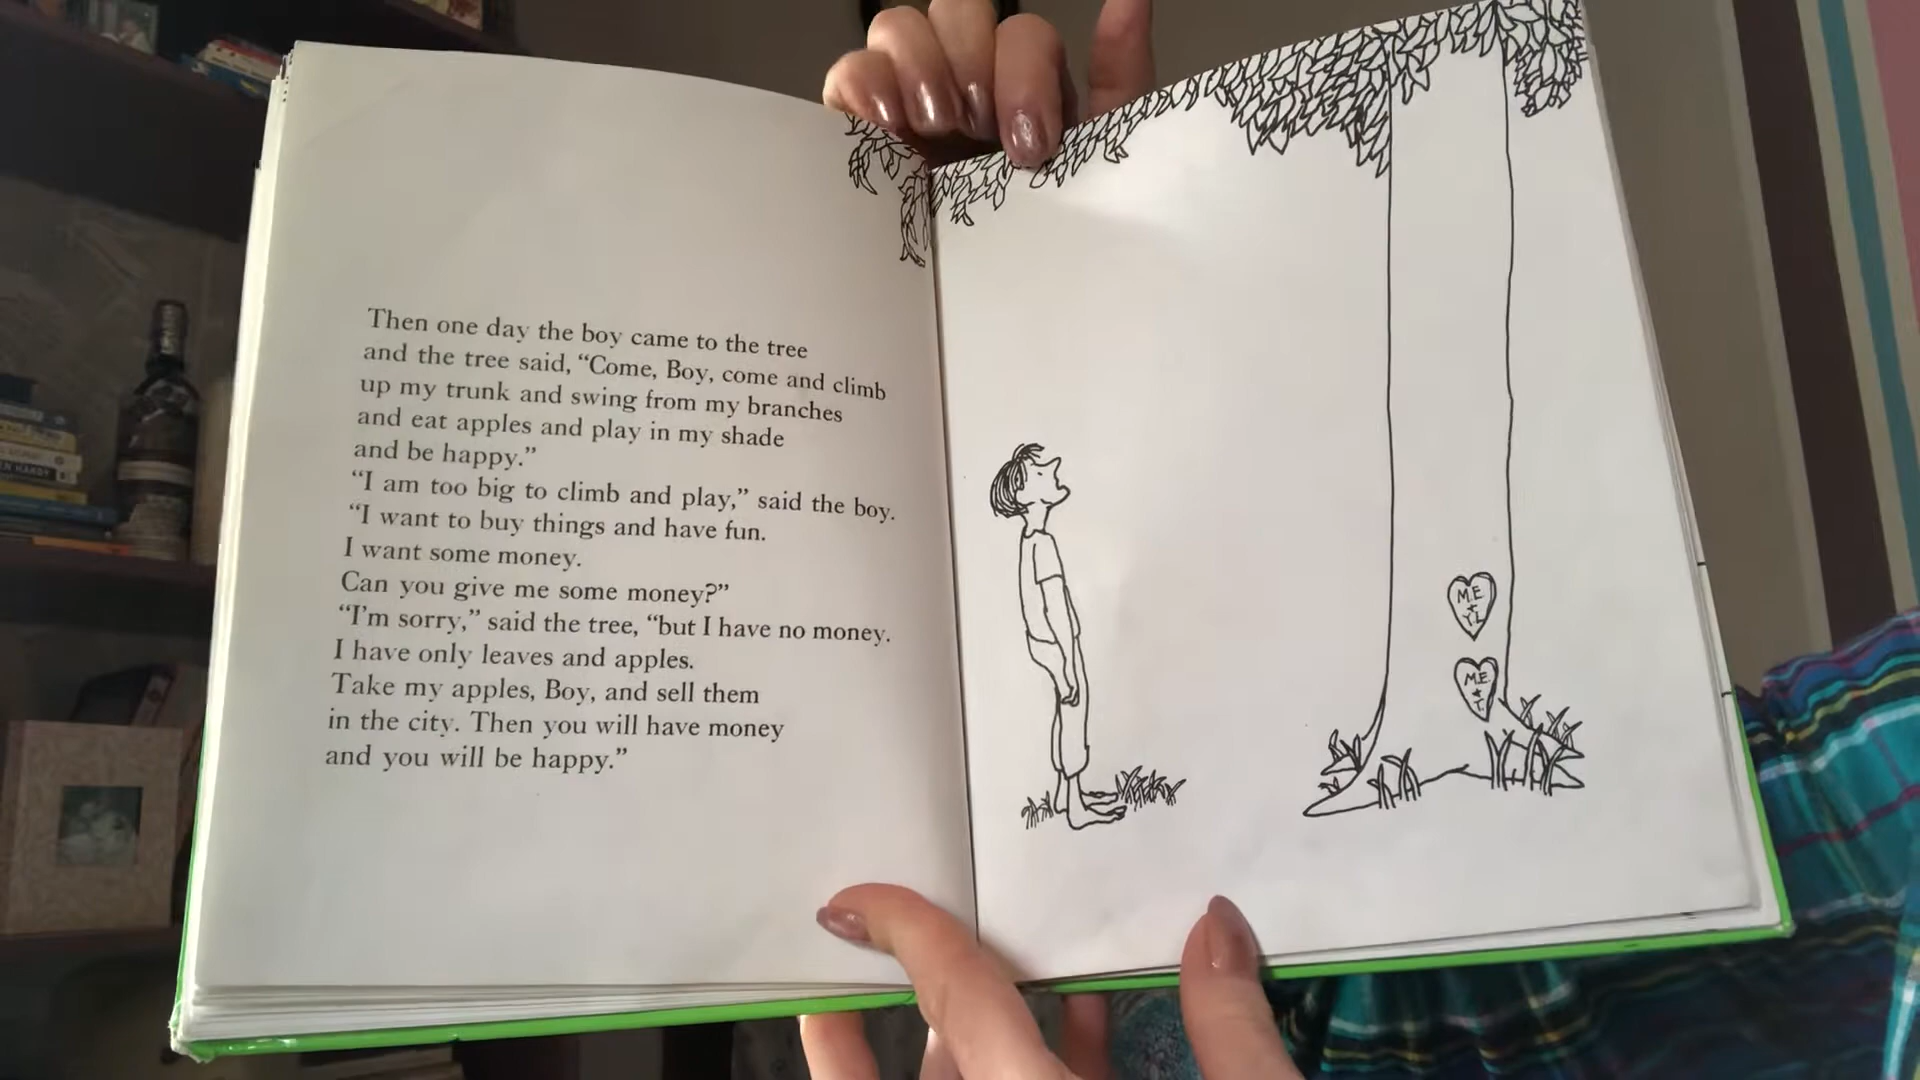 Then one day the boy came to the tree
and the tree said, “Come, Boy, come and climb
up my trunk and swing from my branches
and eat apples and play in my shade
and be happy.”
“I am too big to climb and play,” said the boy.
“I want to buy things and have fun.
I want some money.
Can you give me some money?”
“I'm sorry,” said the tree, “but I have no money.
I have only leaves and apples.
Take my apples, Boy, and sell them
in the city. Then you will have money
and you will be happy.”
M.E.
+
Y.L.
M.E.
+
T.
HARDY